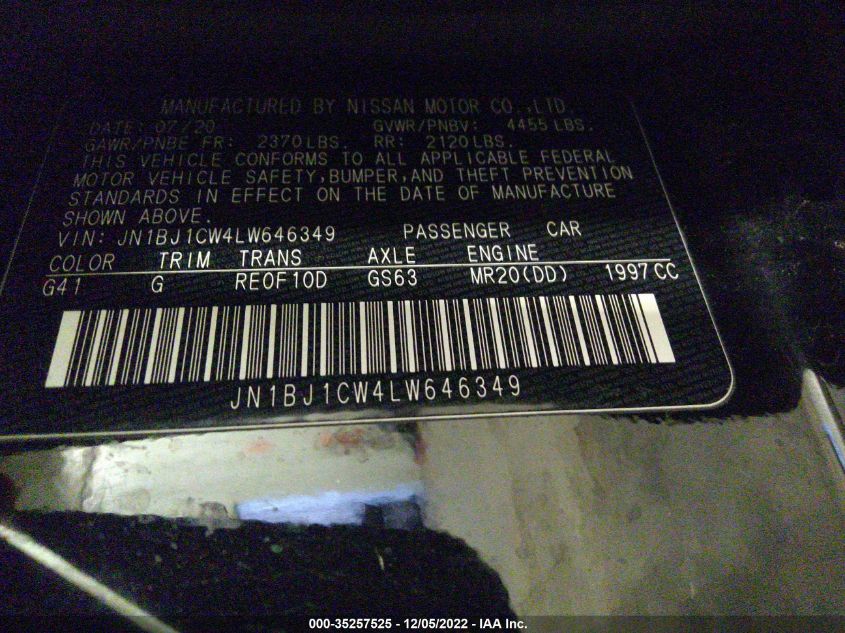 MANUFACTURED BY NISSAN MOTOR CO.,LTD.
DATE: 07/20 GVWR/PNBV: 4455 LBS.
GAWR/PNBE FR: 2370 LBS. RR: 2120 LBS.
THIS VEHICLE CONFORMS TO ALL APPLICABLE FEDERAL
MOTOR VEHICLE SAFETY,BUMPER,AND THEFT PREVENTION
STANDARDS IN EFFECT ON THE DATE OF MANUFACTURE
SHOWN ABOVE.
VIN: JN1BJ1CW4LW646349 PASSENGER CAR
COLOR TRIM TRANS AXLE ENGINE
G41 G RE0F10D GS63 MR20(DD) 1997 CC
JN1BJ1CW4LW646349
000-35257525 - 12/05/2022 - IAA Inc.